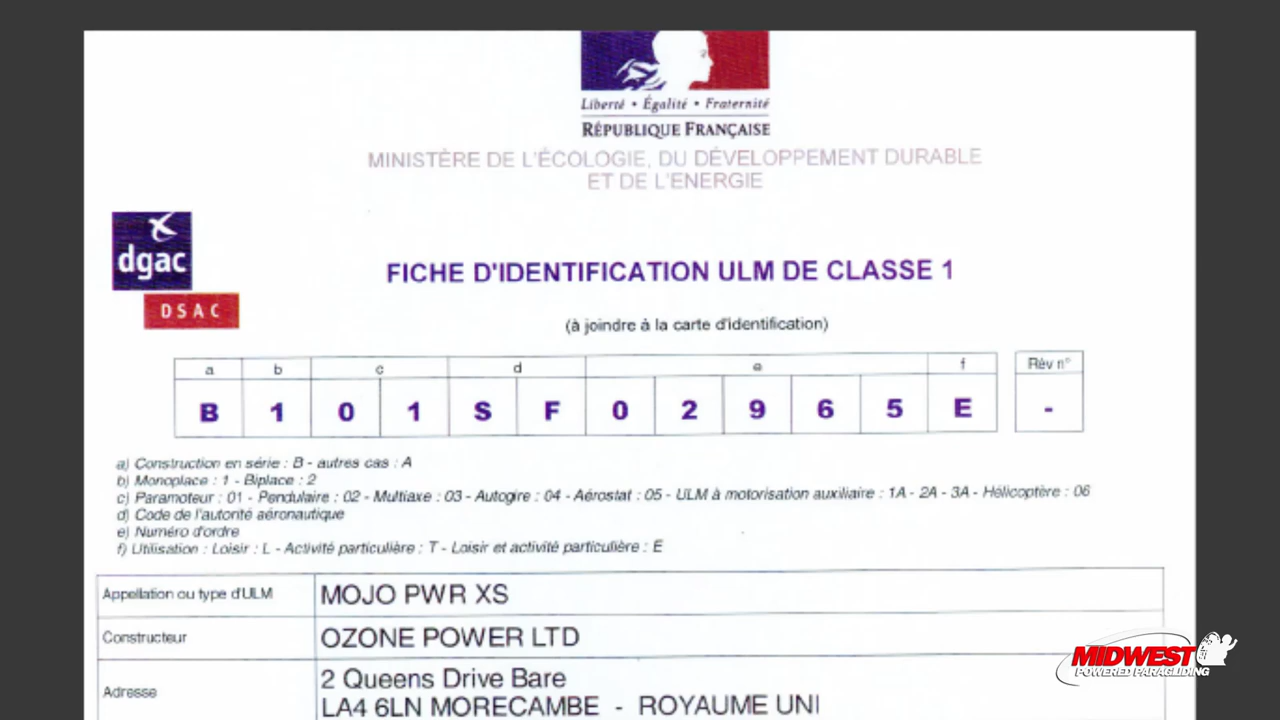 Liberté • Égalité • Fraternité
RÉPUBLIQUE FRANÇAISE
MINISTÈRE DE L'ÉCOLOGIE, DU DÉVELOPPEMENT DURABLE
ET DE L'ENERGIE
dgac
DSAC
FICHE D'IDENTIFICATION ULM DE CLASSE 1
(à joindre à la carte d'identification)
a b c d e f Rév n°
B 1 0 1 S F 0 2 9 6 5 E -
a) Construction en série : B - autres cas : A
b) Monoplace : 1 - Biplace : 2
c) Paramoteur : 01 - Pendulaire : 02 - Multiaxe : 03 - Autogire : 04 - Aérostat : 05 - ULM à motorisation auxiliaire : 1A - 2A - 3A - Hélicoptère : 06
d) Code de l'autorité aéronautique
e) Numéro d'ordre
f) Utilisation : Loisir : L - Activité particulière : T - Loisir et activité particulière : E
Appellation ou type d'ULM MOJO PWR XS
Constructeur OZONE POWER LTD
Adresse 2 Queens Drive Bare
LA4 6LN MORECAMBE - ROYAUME UNI
MIDWEST
POWERED PARAGLIDING